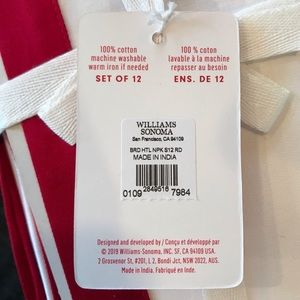 100% cotton
machine washable
warm iron if needed
SET OF 12
100 % coton
lavable à la machine
repasser au besoin
ENS. DE 12
WILLIAMS
SONOMA
San Francisco, CA 94109
BRD HTL NPK S12 RD
MADE IN INDIA
0109 2649516 7984
Designed and developed by / Conçu et développé par
© 2019 Williams-Sonoma, INC. SF, CA 94109 USA.
2 Grosvenor St, #201, L 2, Bondi Jct, NSW 2022, AUS
Made in India. Fabriqué en Inde.